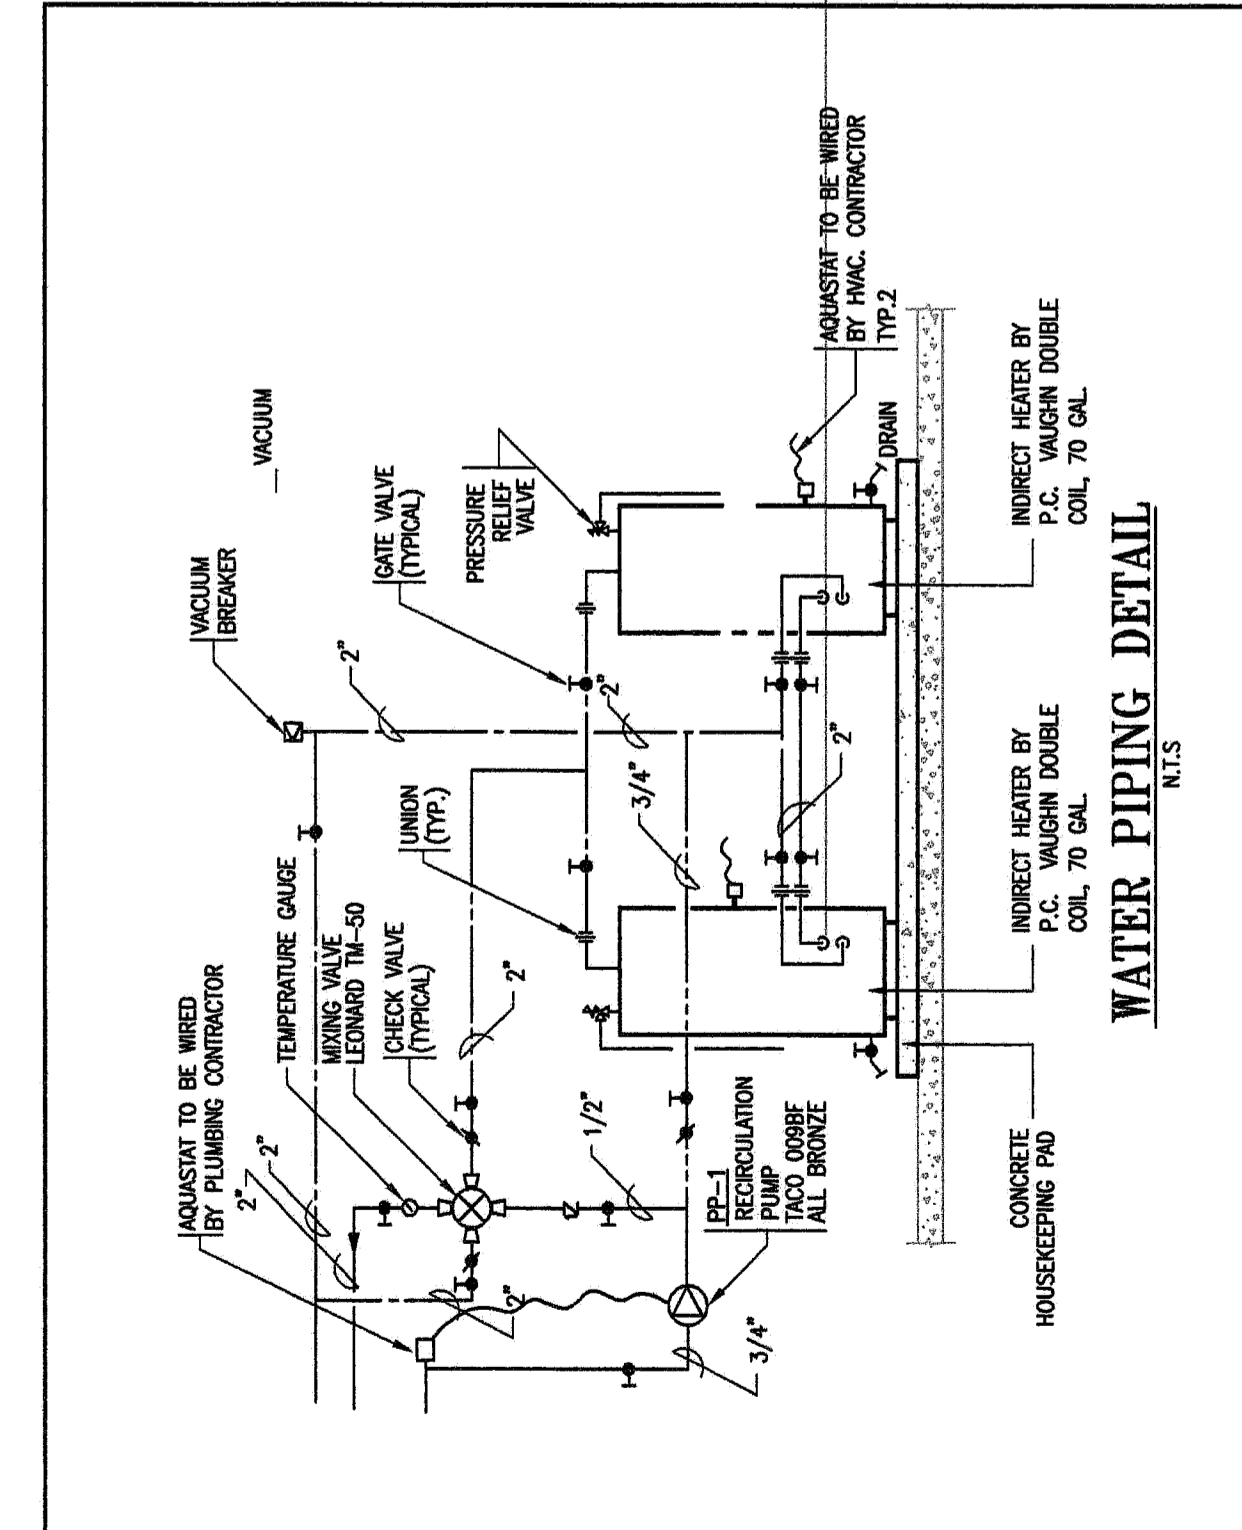 AQUASTAT TO BE WIRED
BY PLUMBING CONTRACTOR
2"
2"
TEMPERATURE GAUGE
MIXING VALVE
LEONARD TM-50
CHECK VALVE
(TYPICAL)
UNION
(TYP.)
VACUUM
BREAKER
VACUUM
2"
GATE VALVE
(TYPICAL)
PRESSURE
RELIEF
VALVE
AQUASTAT TO BE WIRED
BY HVAC. CONTRACTOR
TYP.2
2"
2"
2"
3/4"
1/2"
2"
3/4"
PP-1
RECIRCULATION
PUMP
TACO 009BF
ALL BRONZE
DRAIN
CONCRETE
HOUSEKEEPING PAD
INDIRECT HEATER BY
P.C. VAUGHN DOUBLE
COIL, 70 GAL.
INDIRECT HEATER BY
P.C. VAUGHN DOUBLE
COIL, 70 GAL.
WATER PIPING DETAIL
N.T.S